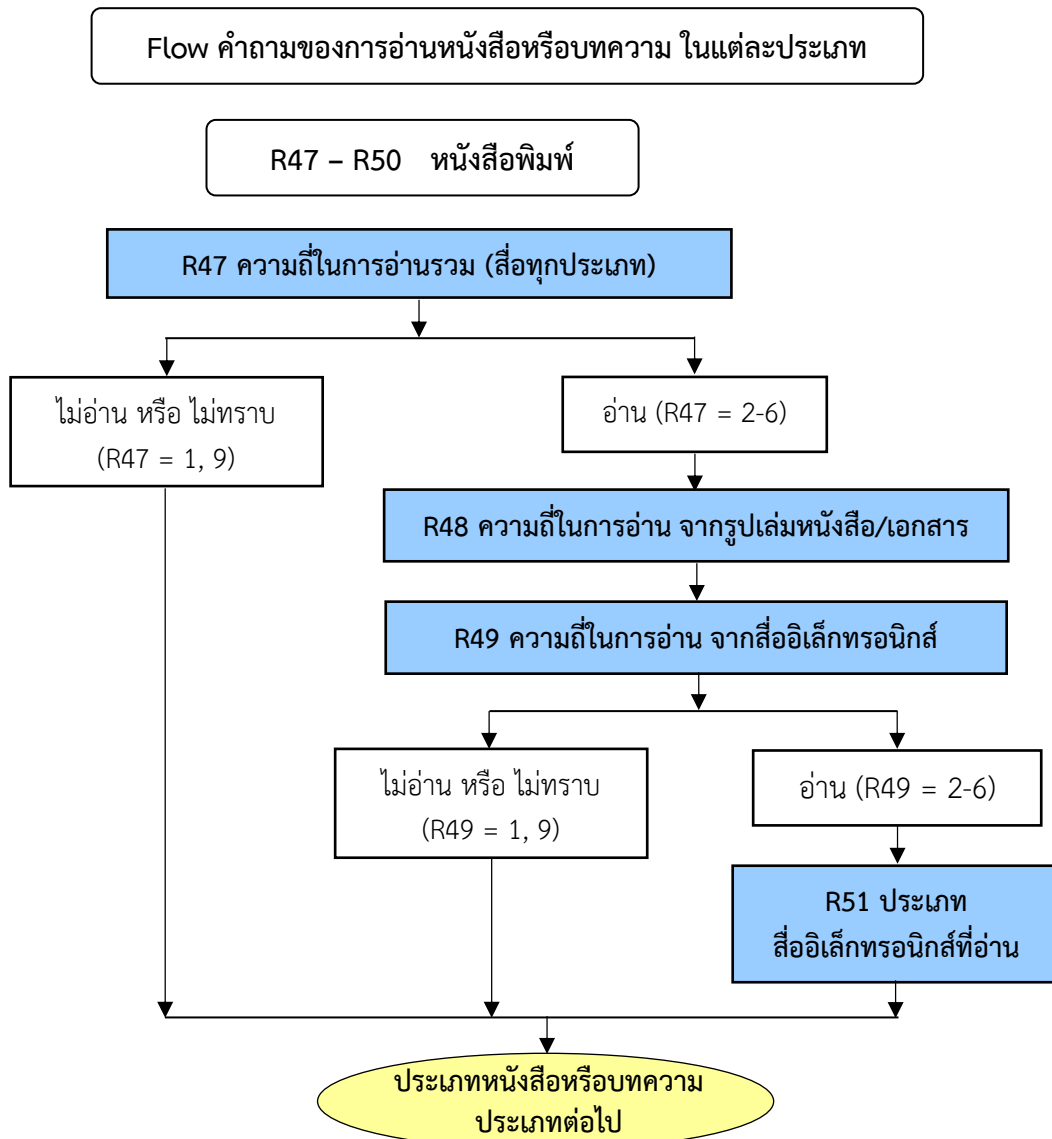 Flow คำถามของการอ่านหนังสือหรือบทความ ในแต่ละประเภท
R47 – R50 หนังสือพิมพ์
R47 ความถี่ในการอ่านรวม (สื่อทุกประเภท)
ไม่อ่าน หรือ ไม่ทราบ
(R47 = 1, 9)
อ่าน (R47 = 2-6)
R48 ความถี่ในการอ่าน จากรูปเล่มหนังสือ/เอกสาร
R49 ความถี่ในการอ่าน จากสื่ออิเล็กทรอนิกส์
ไม่อ่าน หรือ ไม่ทราบ
(R49 = 1, 9)
อ่าน (R49 = 2-6)
R51 ประเภท
สื่ออิเล็กทรอนิกส์ที่อ่าน
ประเภทหนังสือหรือบทความ
ประเภทต่อไป